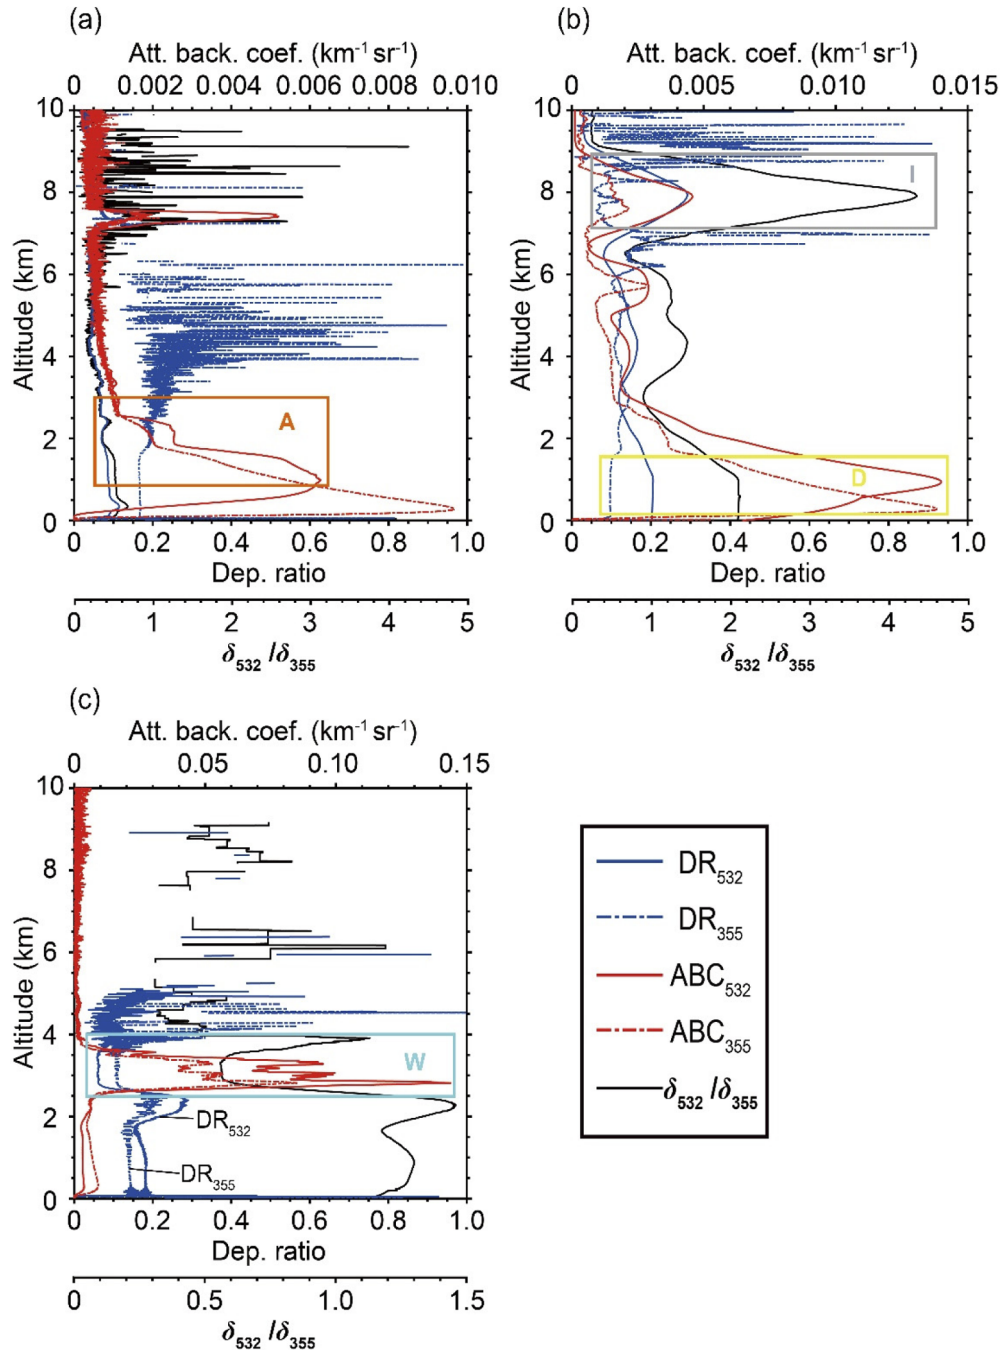 (a)
Att. back. coef. (km⁻¹ sr⁻¹)
0 0.002 0.005 0.006 0.008 0.010
10
8
6
4
2
0
Altitude (km)
A
0 0.2 0.4 0.6 0.8 1.0
Dep. ratio
0 1 2 3 4 5
δ532 /δ355
(b)
Att. back. coef. (km⁻¹ sr⁻¹)
0 0.005 0.010 0.015
10
8
6
4
2
0
Altitude (km)
I
D
0 0.2 0.4 0.6 0.8 1.0
Dep. ratio
0 1 2 3 4 5
δ532 /δ355
(c)
Att. back. coef. (km⁻¹ sr⁻¹)
0 0.050 0.100 0.150
10
8
6
4
2
0
Altitude (km)
W
DR532
DR355
0 0.2 0.4 0.6 0.8 1.0
Dep. ratio
0 0.5 1.0 1.5
δ532 /δ355
DR532
DR355
ABC532
ABC355
δ532 /δ355